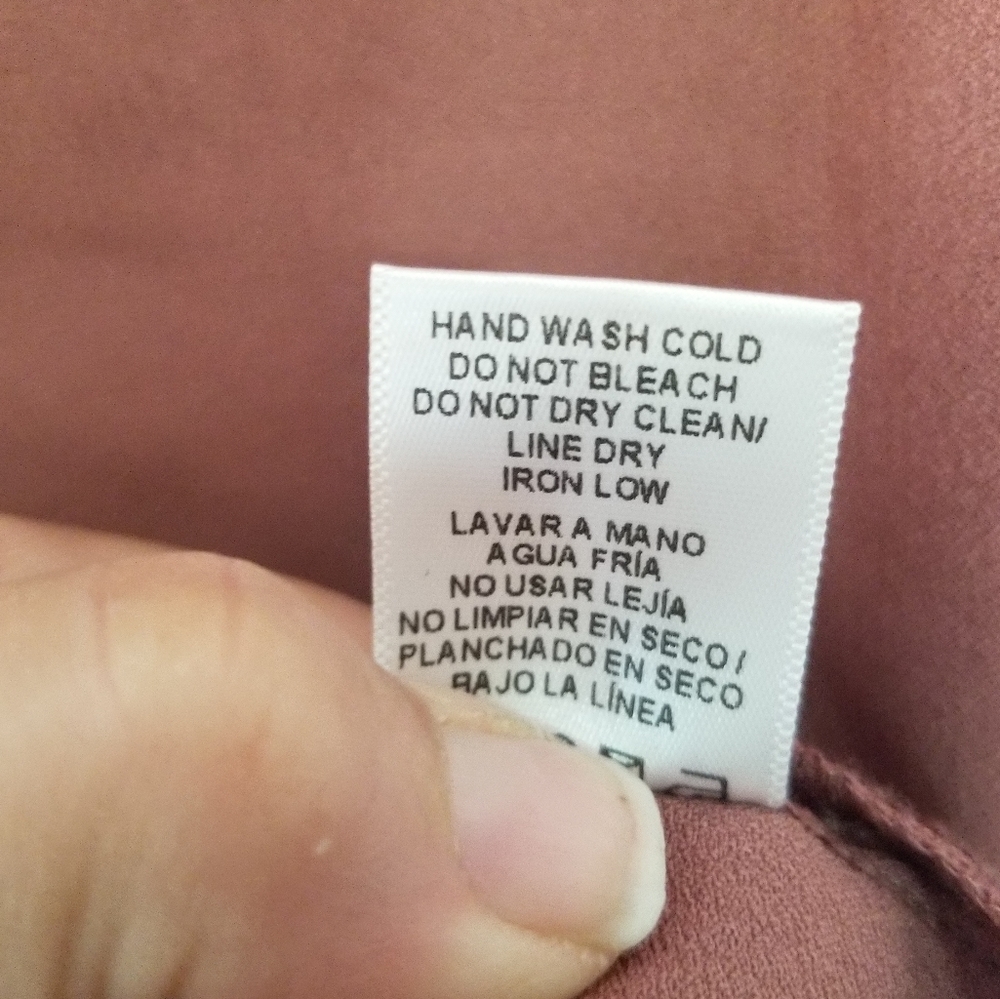 HAND WASH COLD
DO NOT BLEACH
DO NOT DRY CLEAN/
LINE DRY
IRON LOW
LAVAR A MANO
AGUA FRÍA
NO USAR LEJÍA
NO LIMPIAR EN SECO /
PLANCHADO EN SECO
BAJO LA LÍNEA